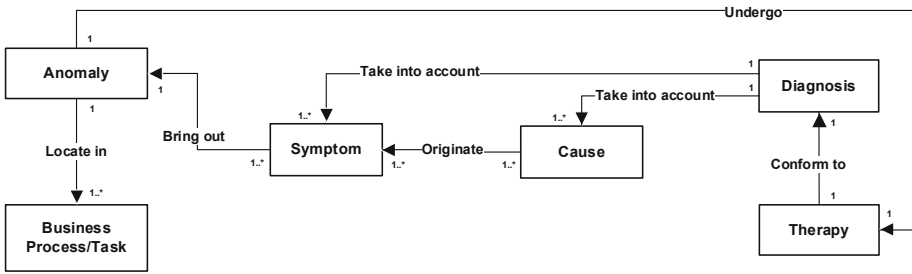 Undergo
1
Anomaly
1
1
Take into account
1
Diagnosis
1
Take into account
1
1..*
1..*
Bring out
Symptom
1..*
1..*
Originate
Cause
1..*
Locate in
1..*
Conform to
1
1
Business
Process/Task
Therapy